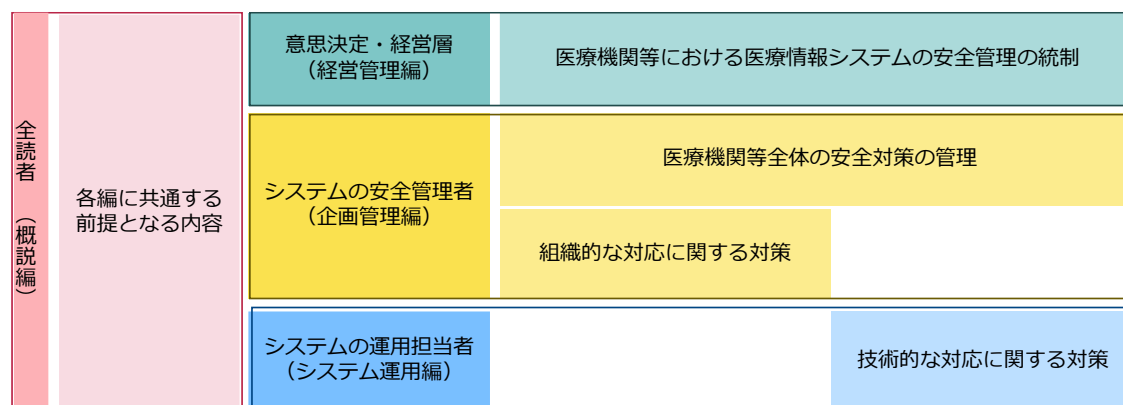 全読者（概説編）
各編に共通する
前提となる内容
意思決定・経営層
（経営管理編）
医療機関等における医療情報システムの安全管理の統制
システムの安全管理者
（企画管理編）
医療機関等全体の安全対策の管理
組織的な対応に関する対策
システムの運用担当者
（システム運用編）
技術的な対応に関する対策